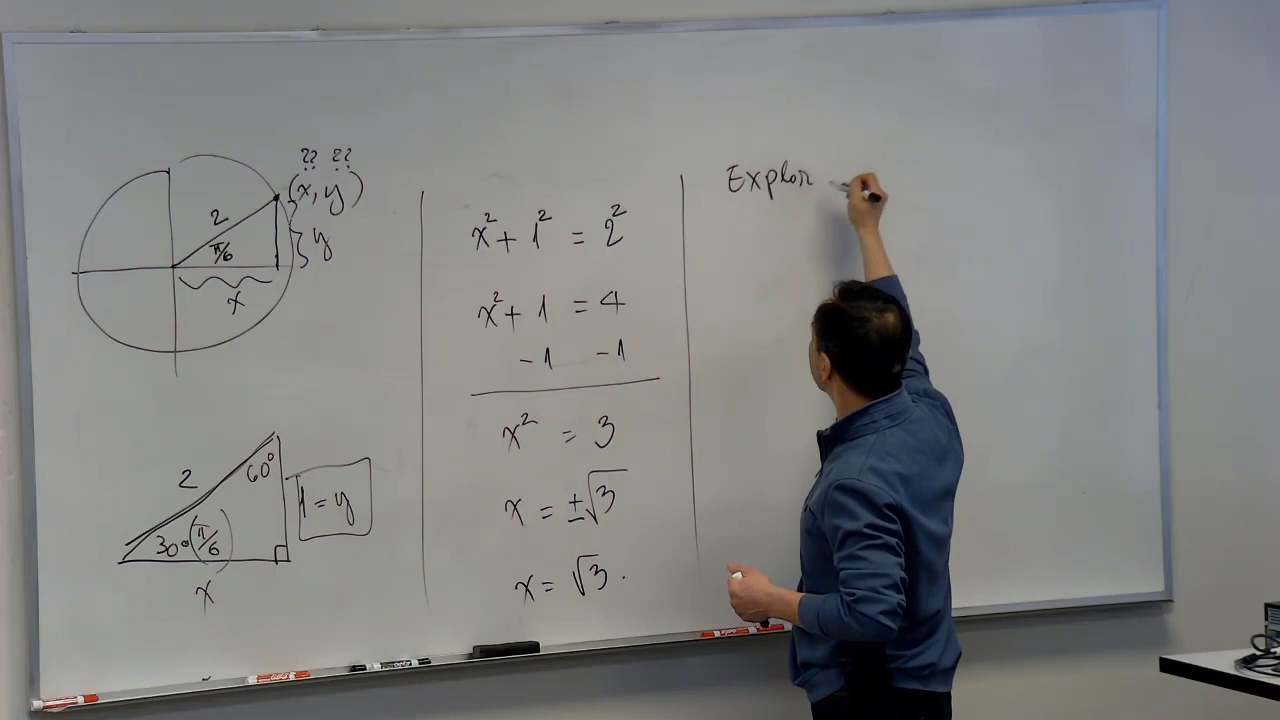 ?? ??
(x, y)
2
π/6
} y
x
2
60°
30° (π/6)
1 = y
x
x² + 1² = 2²
x² + 1 = 4
-1 -1
x² = 3
x = ±√3
x = √3.
Explor